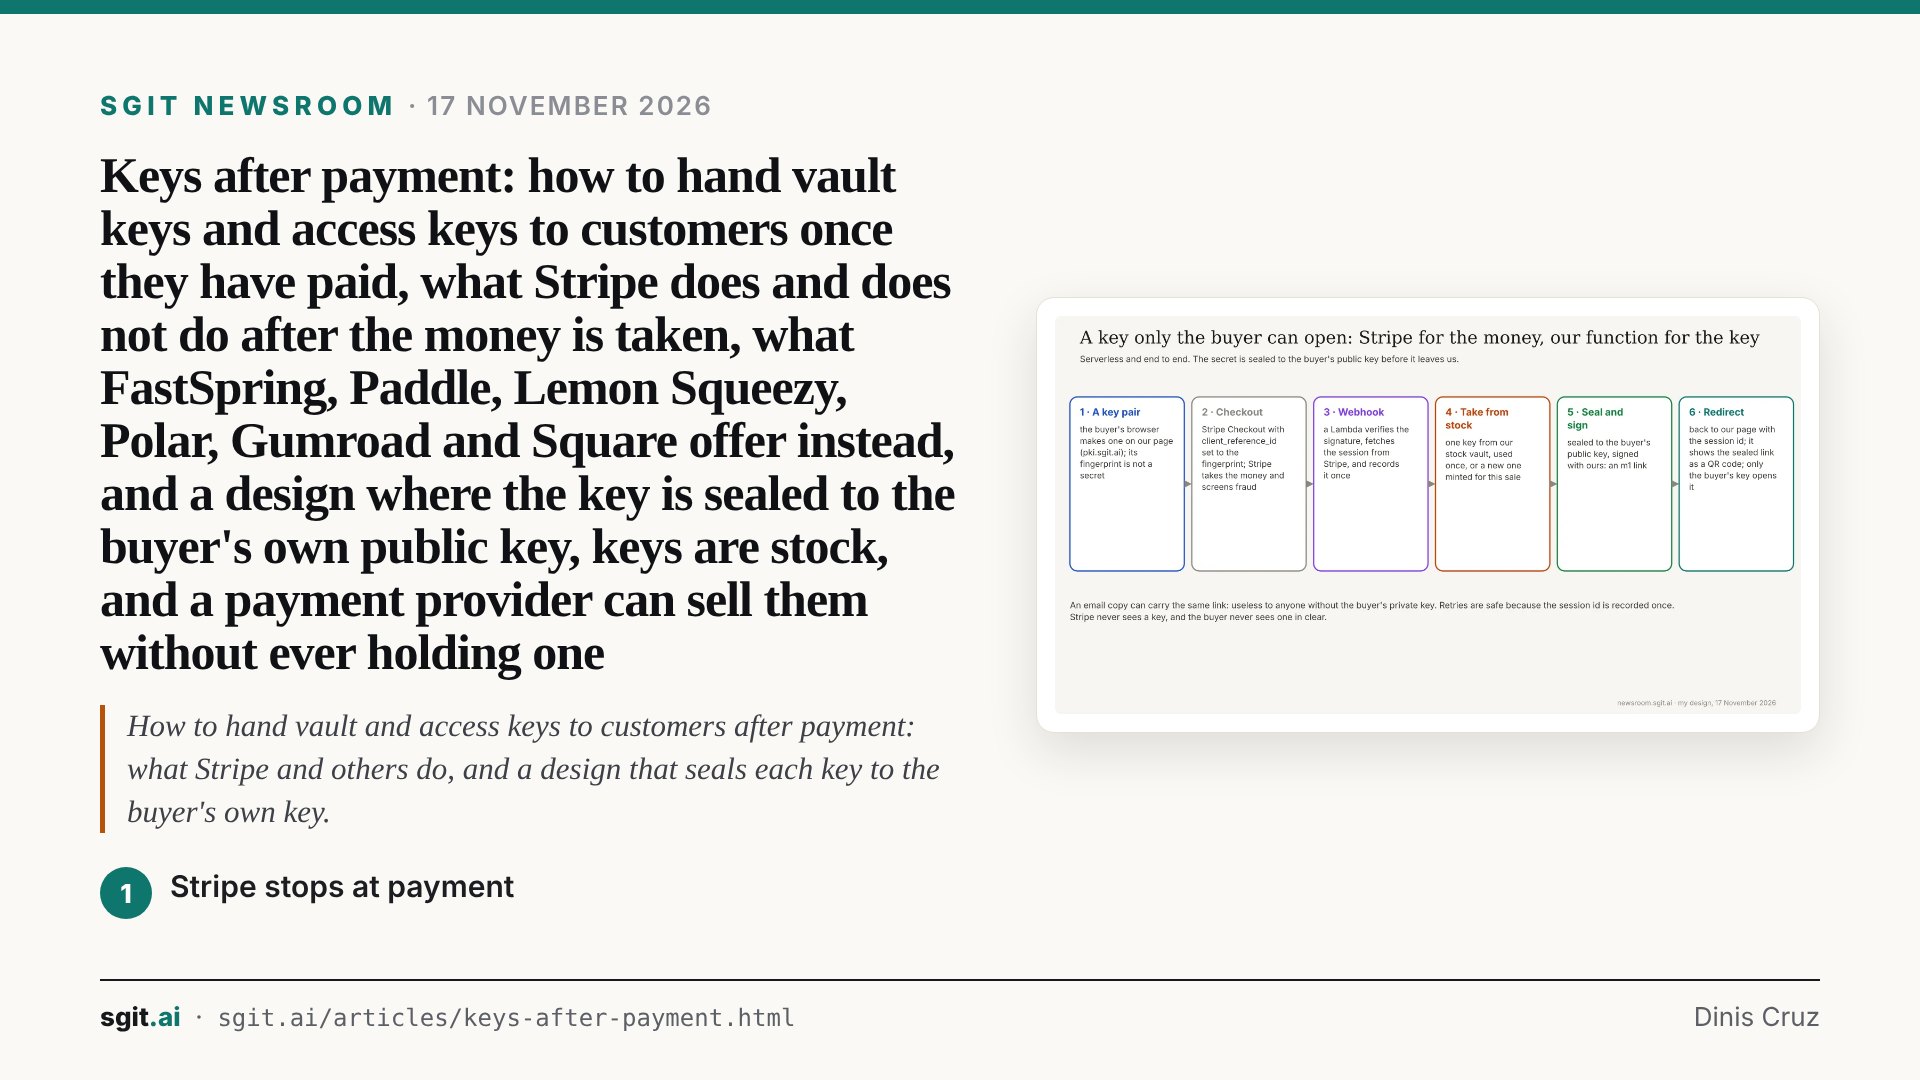 SGIT NEWSROOM · 17 NOVEMBER 2026
Keys after payment: how to hand vault
keys and access keys to customers once
they have paid, what Stripe does and does
not do after the money is taken, what
FastSpring, Paddle, Lemon Squeezy,
Polar, Gumroad and Square offer instead,
and a design where the key is sealed to the
buyer's own public key, keys are stock,
and a payment provider can sell them
without ever holding one
How to hand vault and access keys to customers after payment:
what Stripe and others do, and a design that seals each key to the
buyer's own key.
1 Stripe stops at payment
A key only the buyer can open: Stripe for the money, our function for the key
Serverless and end to end. The secret is sealed to the buyer's public key before it leaves us.
1 · A key pair
the buyer's browser
makes one on our page
(pki.sgit.ai); its
fingerprint is not a
secret
2 · Checkout
Stripe Checkout with
client_reference_id
set to the
fingerprint; Stripe
takes the money and
screens fraud
3 · Webhook
a Lambda verifies the
signature, fetches
the session from
Stripe, and records
it once
4 · Take from
stock
one key from our
stock vault, used
once, or a new one
minted for this sale
5 · Seal and
sign
sealed to the buyer's
public key, signed
with ours: an m1 link
6 · Redirect
back to our page with
the session id; it
shows the sealed link
as a QR code; only
the buyer's key opens
it
An email copy can carry the same link: useless to anyone without the buyer's private key. Retries are safe because the session id is recorded once.
Stripe never sees a key, and the buyer never sees one in clear.
newsroom.sgit.ai · my design, 17 November 2026
sgit.ai · sgit.ai/articles/keys-after-payment.html
Dinis Cruz